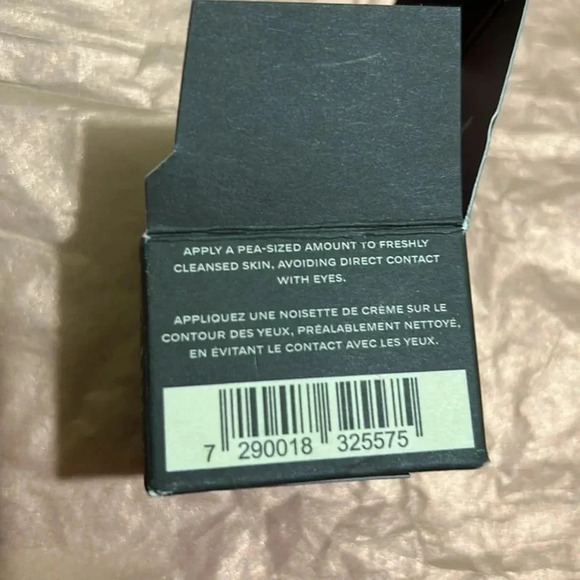 APPLY A PEA-SIZED AMOUNT TO FRESHLY
CLEANSED SKIN, AVOIDING DIRECT CONTACT
WITH EYES.
APPLIQUEZ UNE NOISETTE DE CRÈME SUR LE
CONTOUR DES YEUX, PRÉALABLEMENT NETTOYÉ,
EN ÉVITANT LE CONTACT AVEC LES YEUX.
7 290018 325575